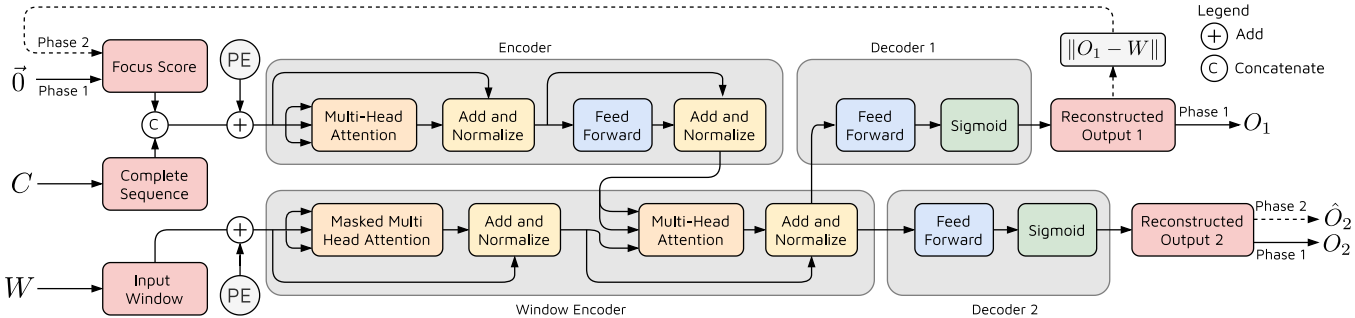 Legend
Add
C
Concatenate
Phase 2
$\vec{0}$
Phase 1
Focus Score
PE
C
Encoder
Multi-Head
Attention
Add and
Normalize
Feed
Forward
Add and
Normalize
Decoder 1
Feed
Forward
Sigmoid
‖O₁ − W‖
Reconstructed
Output 1
Phase 1
O₁
C
Complete
Sequence
W
Input
Window
PE
Masked Multi
Head Attention
Add and
Normalize
Multi-Head
Attention
Add and
Normalize
Window Encoder
Feed
Forward
Sigmoid
Decoder 2
Reconstructed
Output 2
Phase 2
Ô₂
Phase 1
O₂